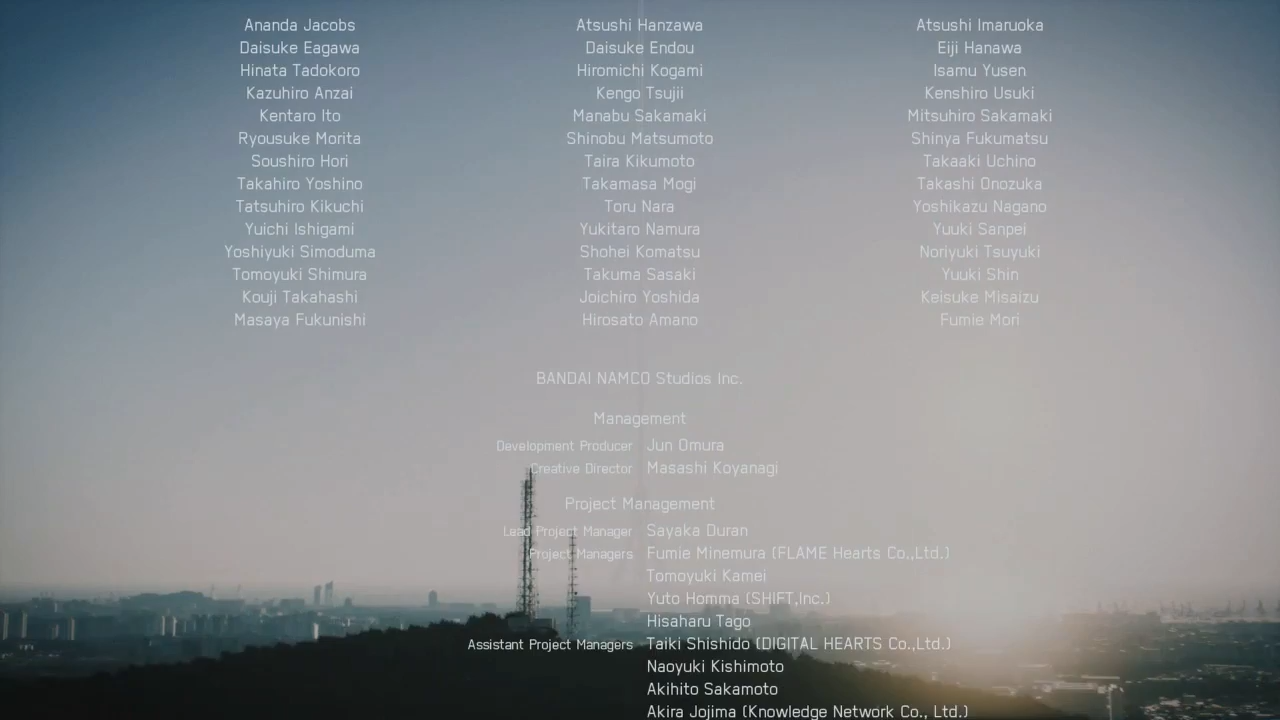 Ananda Jacobs Atsushi Hanzawa Atsushi Imaruoka
Daisuke Eagawa Daisuke Endou Eiji Hanawa
Hinata Tadokoro Hiromichi Kogami Isamu Yusen
Kazuhiro Anzai Kengo Tsujii Kenshiro Usuki
Kentaro Ito Manabu Sakamaki Mitsuhiro Sakamaki
Ryousuke Morita Shinobu Matsumoto Shinya Fukumatsu
Soushiro Hori Taira Kikumoto Takaaki Uchino
Takahiro Yoshino Takamasa Mogi Takashi Onozuka
Tatsuhiro Kikuchi Toru Nara Yoshikazu Nagano
Yuichi Ishigami Yukitaro Namura Yuuki Sanpei
Yoshiyuki Simoduma Shohei Komatsu Noriyuki Tsuyuki
Tomoyuki Shimura Takuma Sasaki Yuuki Shin
Kouji Takahashi Joichiro Yoshida Keisuke Misaizu
Masaya Fukunishi Hirosato Amano Fumie Mori
BANDAI NAMCO Studios Inc.
Management
Development Producer Jun Omura
Creative Director Masashi Koyanagi
Project Management
Lead Project Manager Sayaka Duran
Project Managers Fumie Minemura (FLAME Hearts Co.,Ltd.)
Tomoyuki Kamei
Yuto Homma (SHIFT,Inc.)
Hisaharu Tago
Assistant Project Managers Taiki Shishido (DIGITAL HEARTS Co.,Ltd.)
Naoyuki Kishimoto
Akihito Sakamoto
Akira Jojima (Knowledge Network Co., Ltd.)